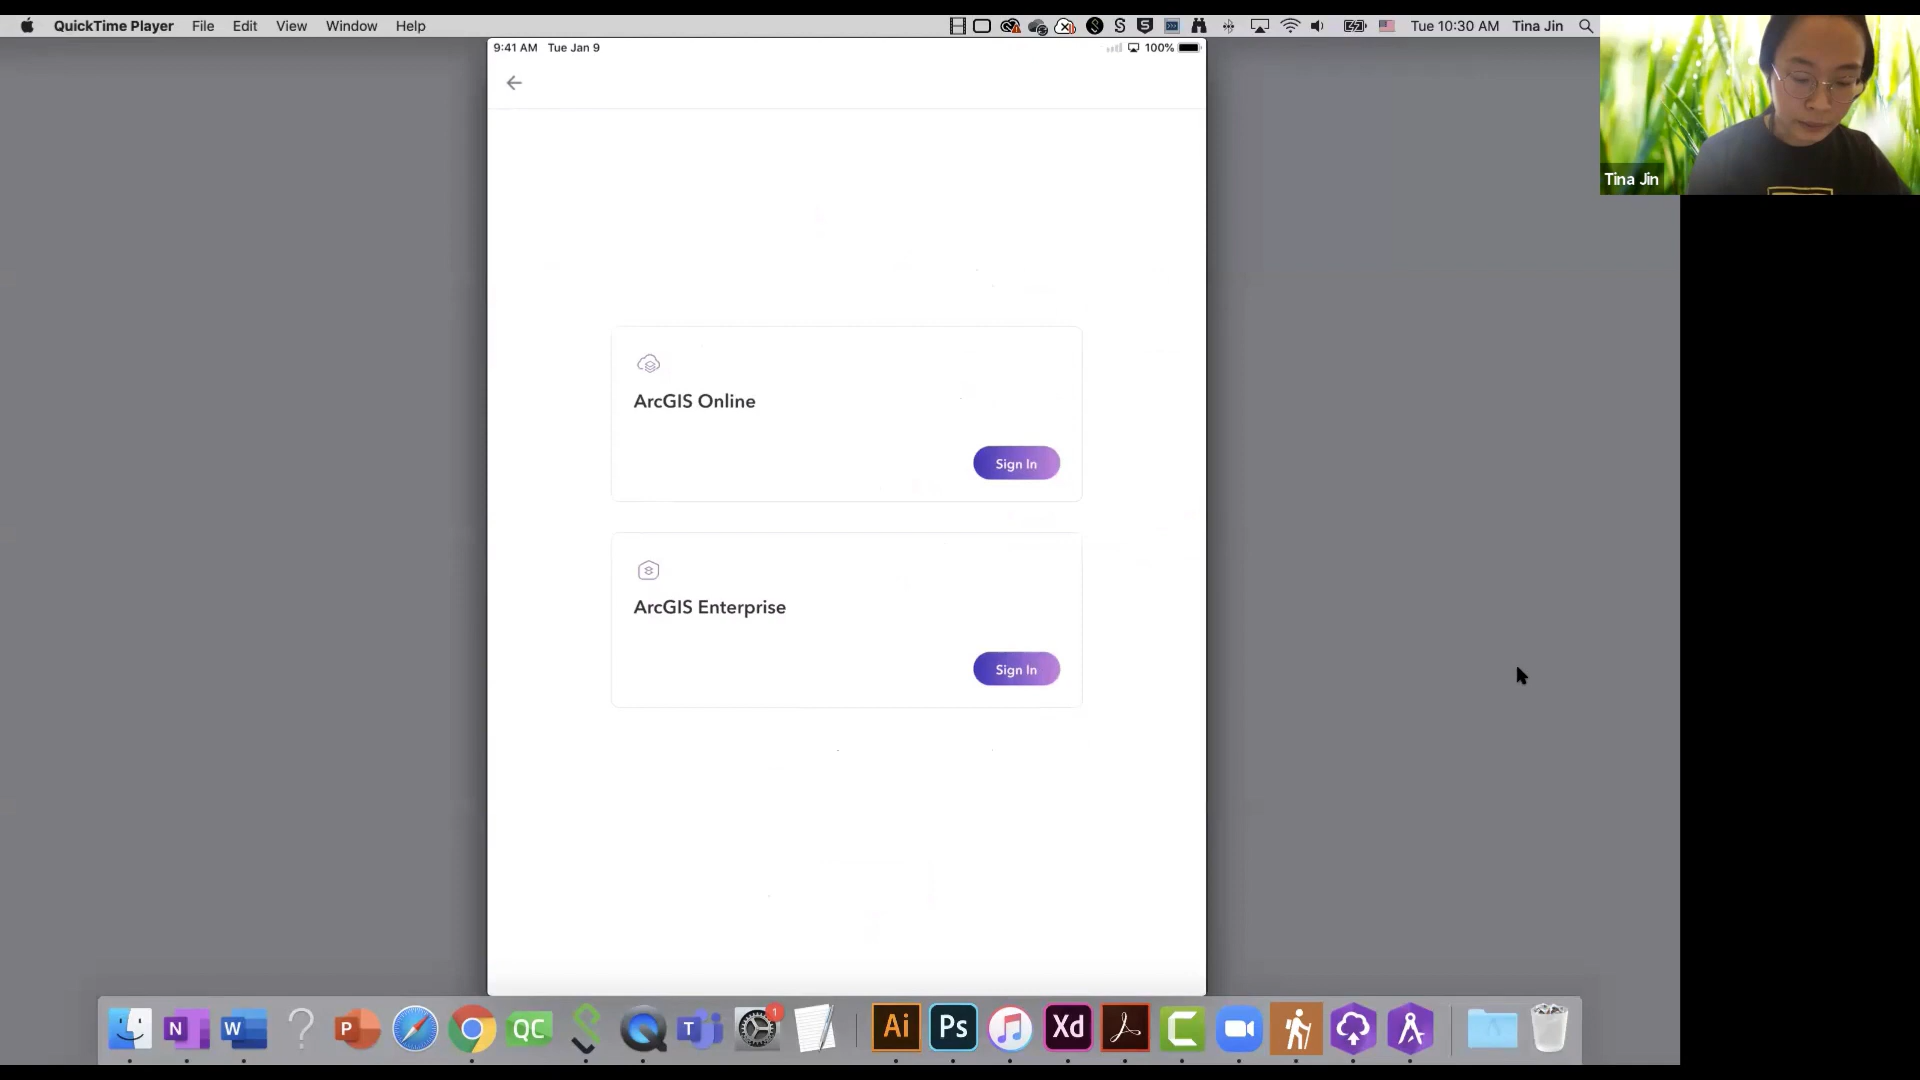 QuickTime Player File Edit View Window Help Tue 10:30 AM Tina Jin
9:41 AM Tue Jan 9 100%
Tina Jin
ArcGIS Online
Sign In
ArcGIS Enterprise
Sign In
N W P QC T 1 Ai Ps Xd C